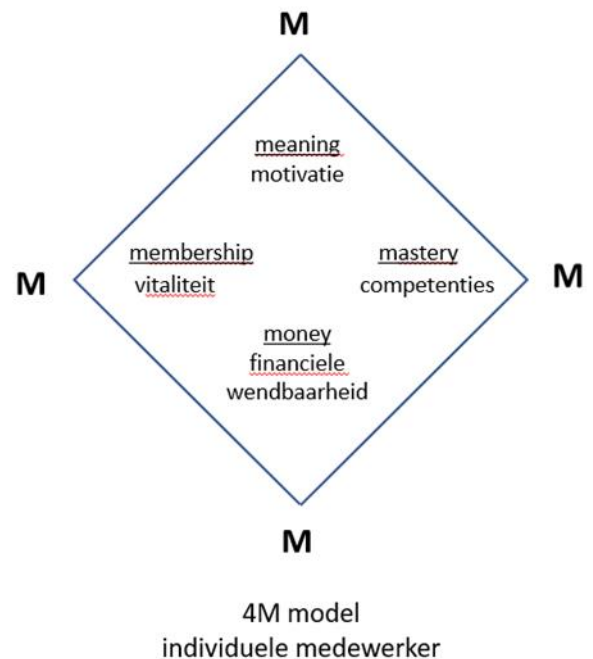 M
meaning
motivatie
membership
vitaliteit
mastery
competenties
M
M
money
financiele
wendbaarheid
M
4M model
individuele medewerker